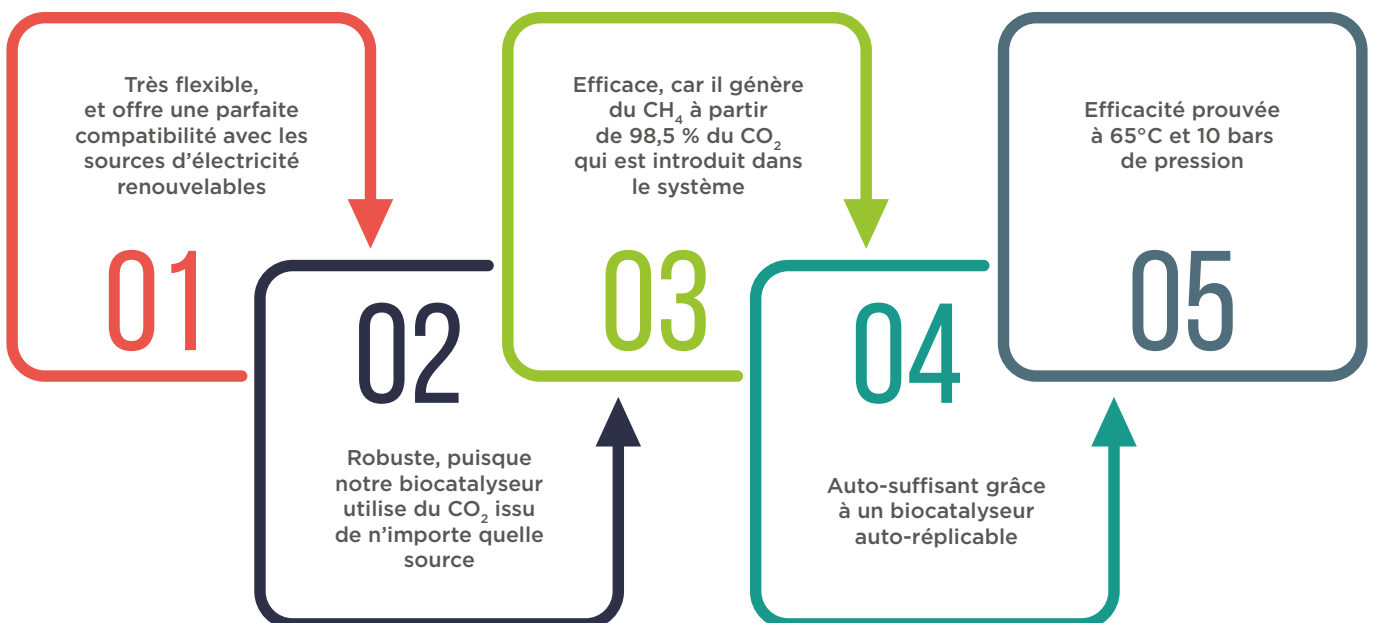 Très flexible,
et offre une parfaite
compatibilité avec les
sources d’électricité
renouvelables
01
02
Robuste, puisque
notre biocatalyseur
utilise du CO₂ issu
de n’importe quelle
source
Efficace, car il génère
du CH₄ à partir
de 98,5 % du CO₂
qui est introduit dans
le système
03
04
Auto-suffisant grâce
à un biocatalyseur
auto-réplicable
Efficacité prouvée
à 65°C et 10 bars
de pression
05